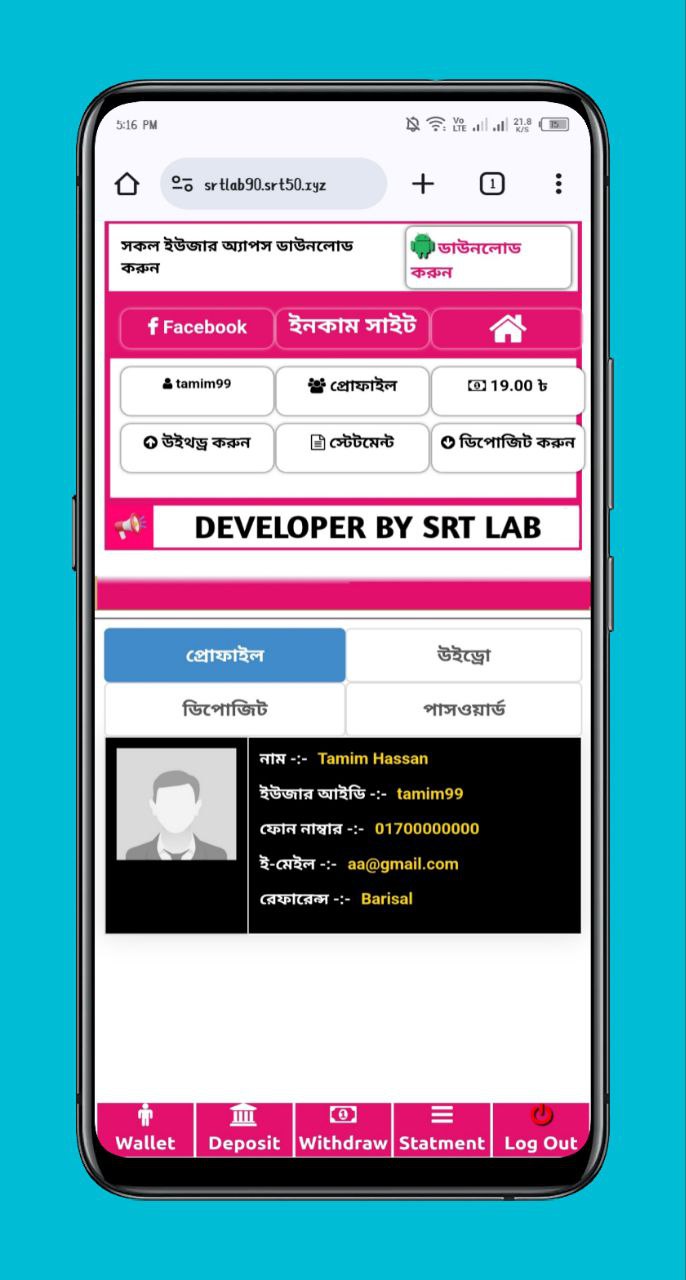 5:16 PM
Vo LTE 21.8 K/S 15
srtlab90.srt50.xyz
1
সকল ইউজার অ্যাপস ডাউনলোড
করুন
ডাউনলোড
করুন
Facebook ইনকাম সাইট
tamim99 প্রোফাইল 19.00 ৳
উইথড্র করুন স্টেটমেন্ট ডিপোজিট করুন
DEVELOPER BY SRT LAB
প্রোফাইল উইড্রো
ডিপোজিট পাসওয়ার্ড
নাম -:- Tamim Hassan
ইউজার আইডি -:- tamim99
ফোন নাম্বার -:- 01700000000
ই-মেইল -:- aa@gmail.com
রেফারেন্স -:- Barisal
Wallet Deposit Withdraw Statment Log Out